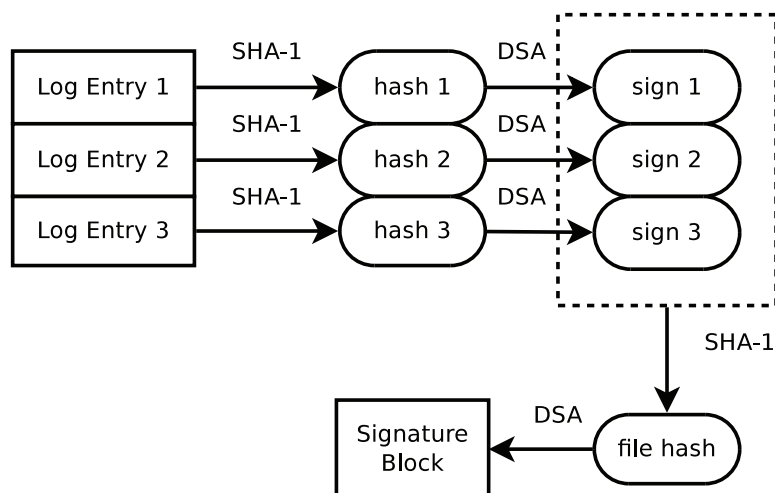 SHA-1
DSA
Log Entry 1
hash 1
sign 1
SHA-1
DSA
Log Entry 2
hash 2
sign 2
SHA-1
DSA
Log Entry 3
hash 3
sign 3
SHA-1
DSA
Signature
Block
file hash